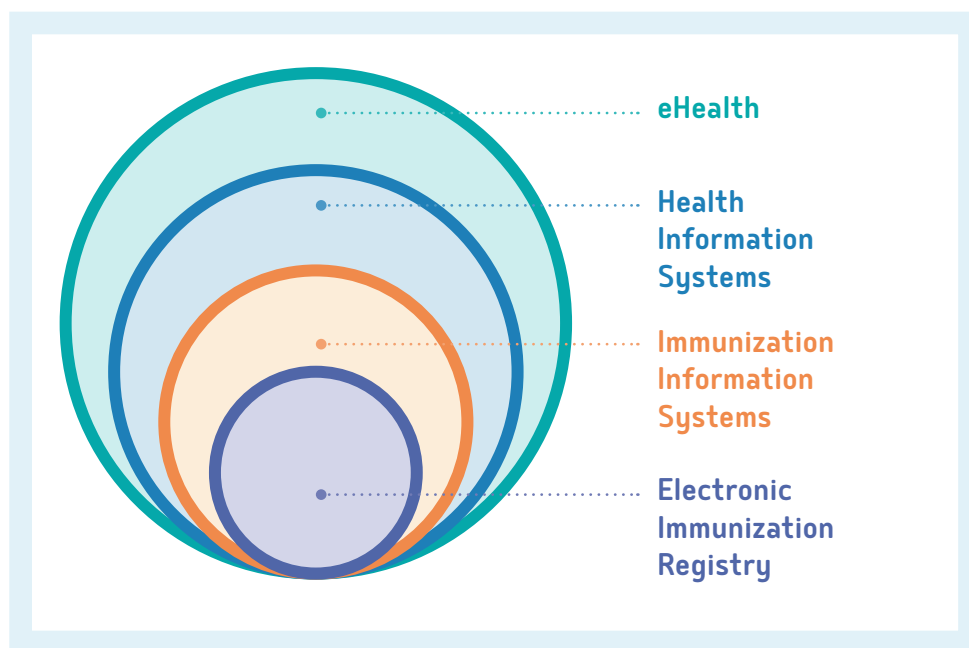 eHealth
Health
Information
Systems
Immunization
Information
Systems
Electronic
Immunization
Registry